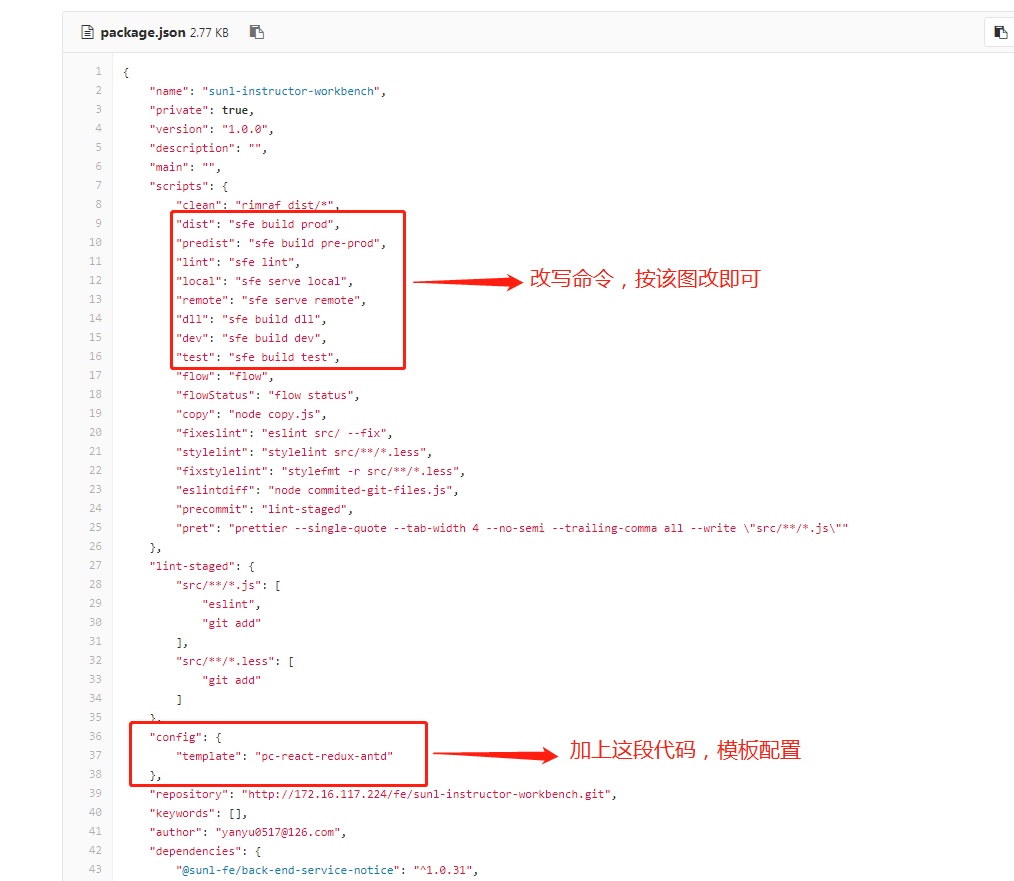 package.json 2.77 KB
1 {
2 "name": "sunl-instructor-workbench",
3 "private": true,
4 "version": "1.0.0",
5 "description": "",
6 "main": "",
7 "scripts": {
8 "clean": "rimraf dist/*",
9 "dist": "sfe build prod",
10 "predist": "sfe build pre-prod",
11 "lint": "sfe lint",
12 "local": "sfe serve local",
改写命令，按该图改即可
13 "remote": "sfe serve remote",
14 "dll": "sfe build dll",
15 "dev": "sfe build dev",
16 "test": "sfe build test",
17 "flow": "flow",
18 "flowStatus": "flow status",
19 "copy": "node copy.js",
20 "fixeslint": "eslint src/ --fix",
21 "stylelint": "stylelint src/**/*.less",
22 "fixstylelint": "stylefmt -r src/**/*.less",
23 "eslintdiff": "node commited-git-files.js",
24 "precommit": "lint-staged",
25 "pret": "prettier --single-quote --tab-width 4 --no-semi --trailing-comma all --write \"src/**/*.js\""
26 },
27 "lint-staged": {
28 "src/**/*.js": [
29 "eslint",
30 "git add"
31 ],
32 "src/**/*.less": [
33 "git add"
34 ]
35 },
36 "config": {
37 "template": "pc-react-redux-antd"
加上这段代码，模板配置
38 },
39 "repository": "http://172.16.117.224/fe/sunl-instructor-workbench.git",
40 "keywords": [],
41 "author": "yanyu0517@126.com",
42 "dependencies": {
43 "@sunl-fe/back-end-service-notice": "^1.0.31",